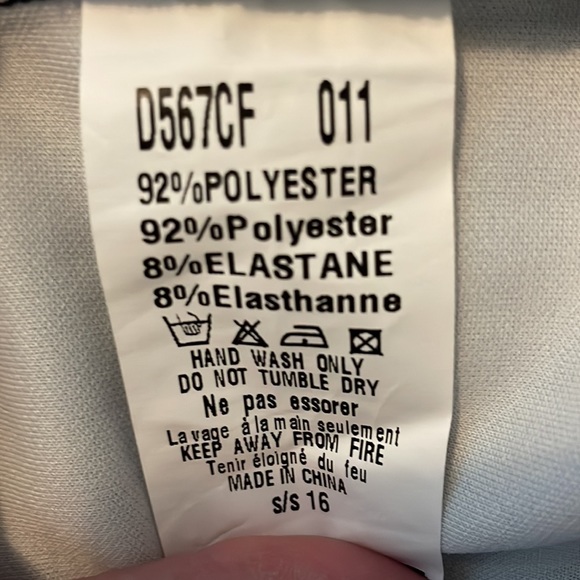 D567CF 011
92%POLYESTER
92%Polyester
8%ELASTANE
8%Elasthanne
HAND WASH ONLY
DO NOT TUMBLE DRY
Ne pas essorer
Lavage à la main seulement
KEEP AWAY FROM FIRE
Tenir éloigné du feu
MADE IN CHINA
s/s 16